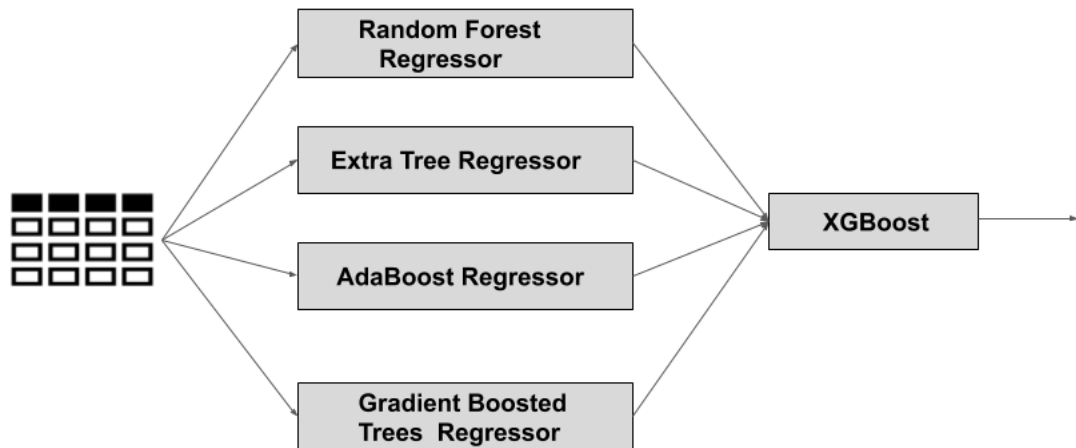 Random Forest
Regressor
Extra Tree Regressor
XGBoost
AdaBoost Regressor
Gradient Boosted
Trees Regressor